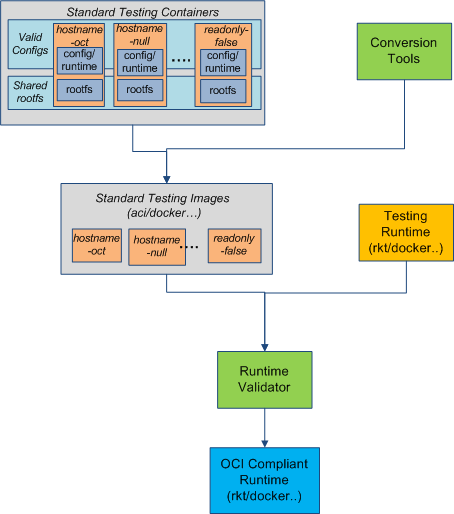 Standard Testing Containers
Valid
Configs
hostname
-oct
hostname
-null
readonly-
false
config/
runtime
config/
runtime
....
config/
runtime
Shared
rootfs
rootfs
rootfs
rootfs
Conversion
Tools
Standard Testing Images
(aci/docker…)
hostname
-oct
hostname
-null
....
readonly
-false
Testing
Runtime
(rkt/docker..)
Runtime
Validator
OCI Compliant
Runtime
(rkt/docker..)